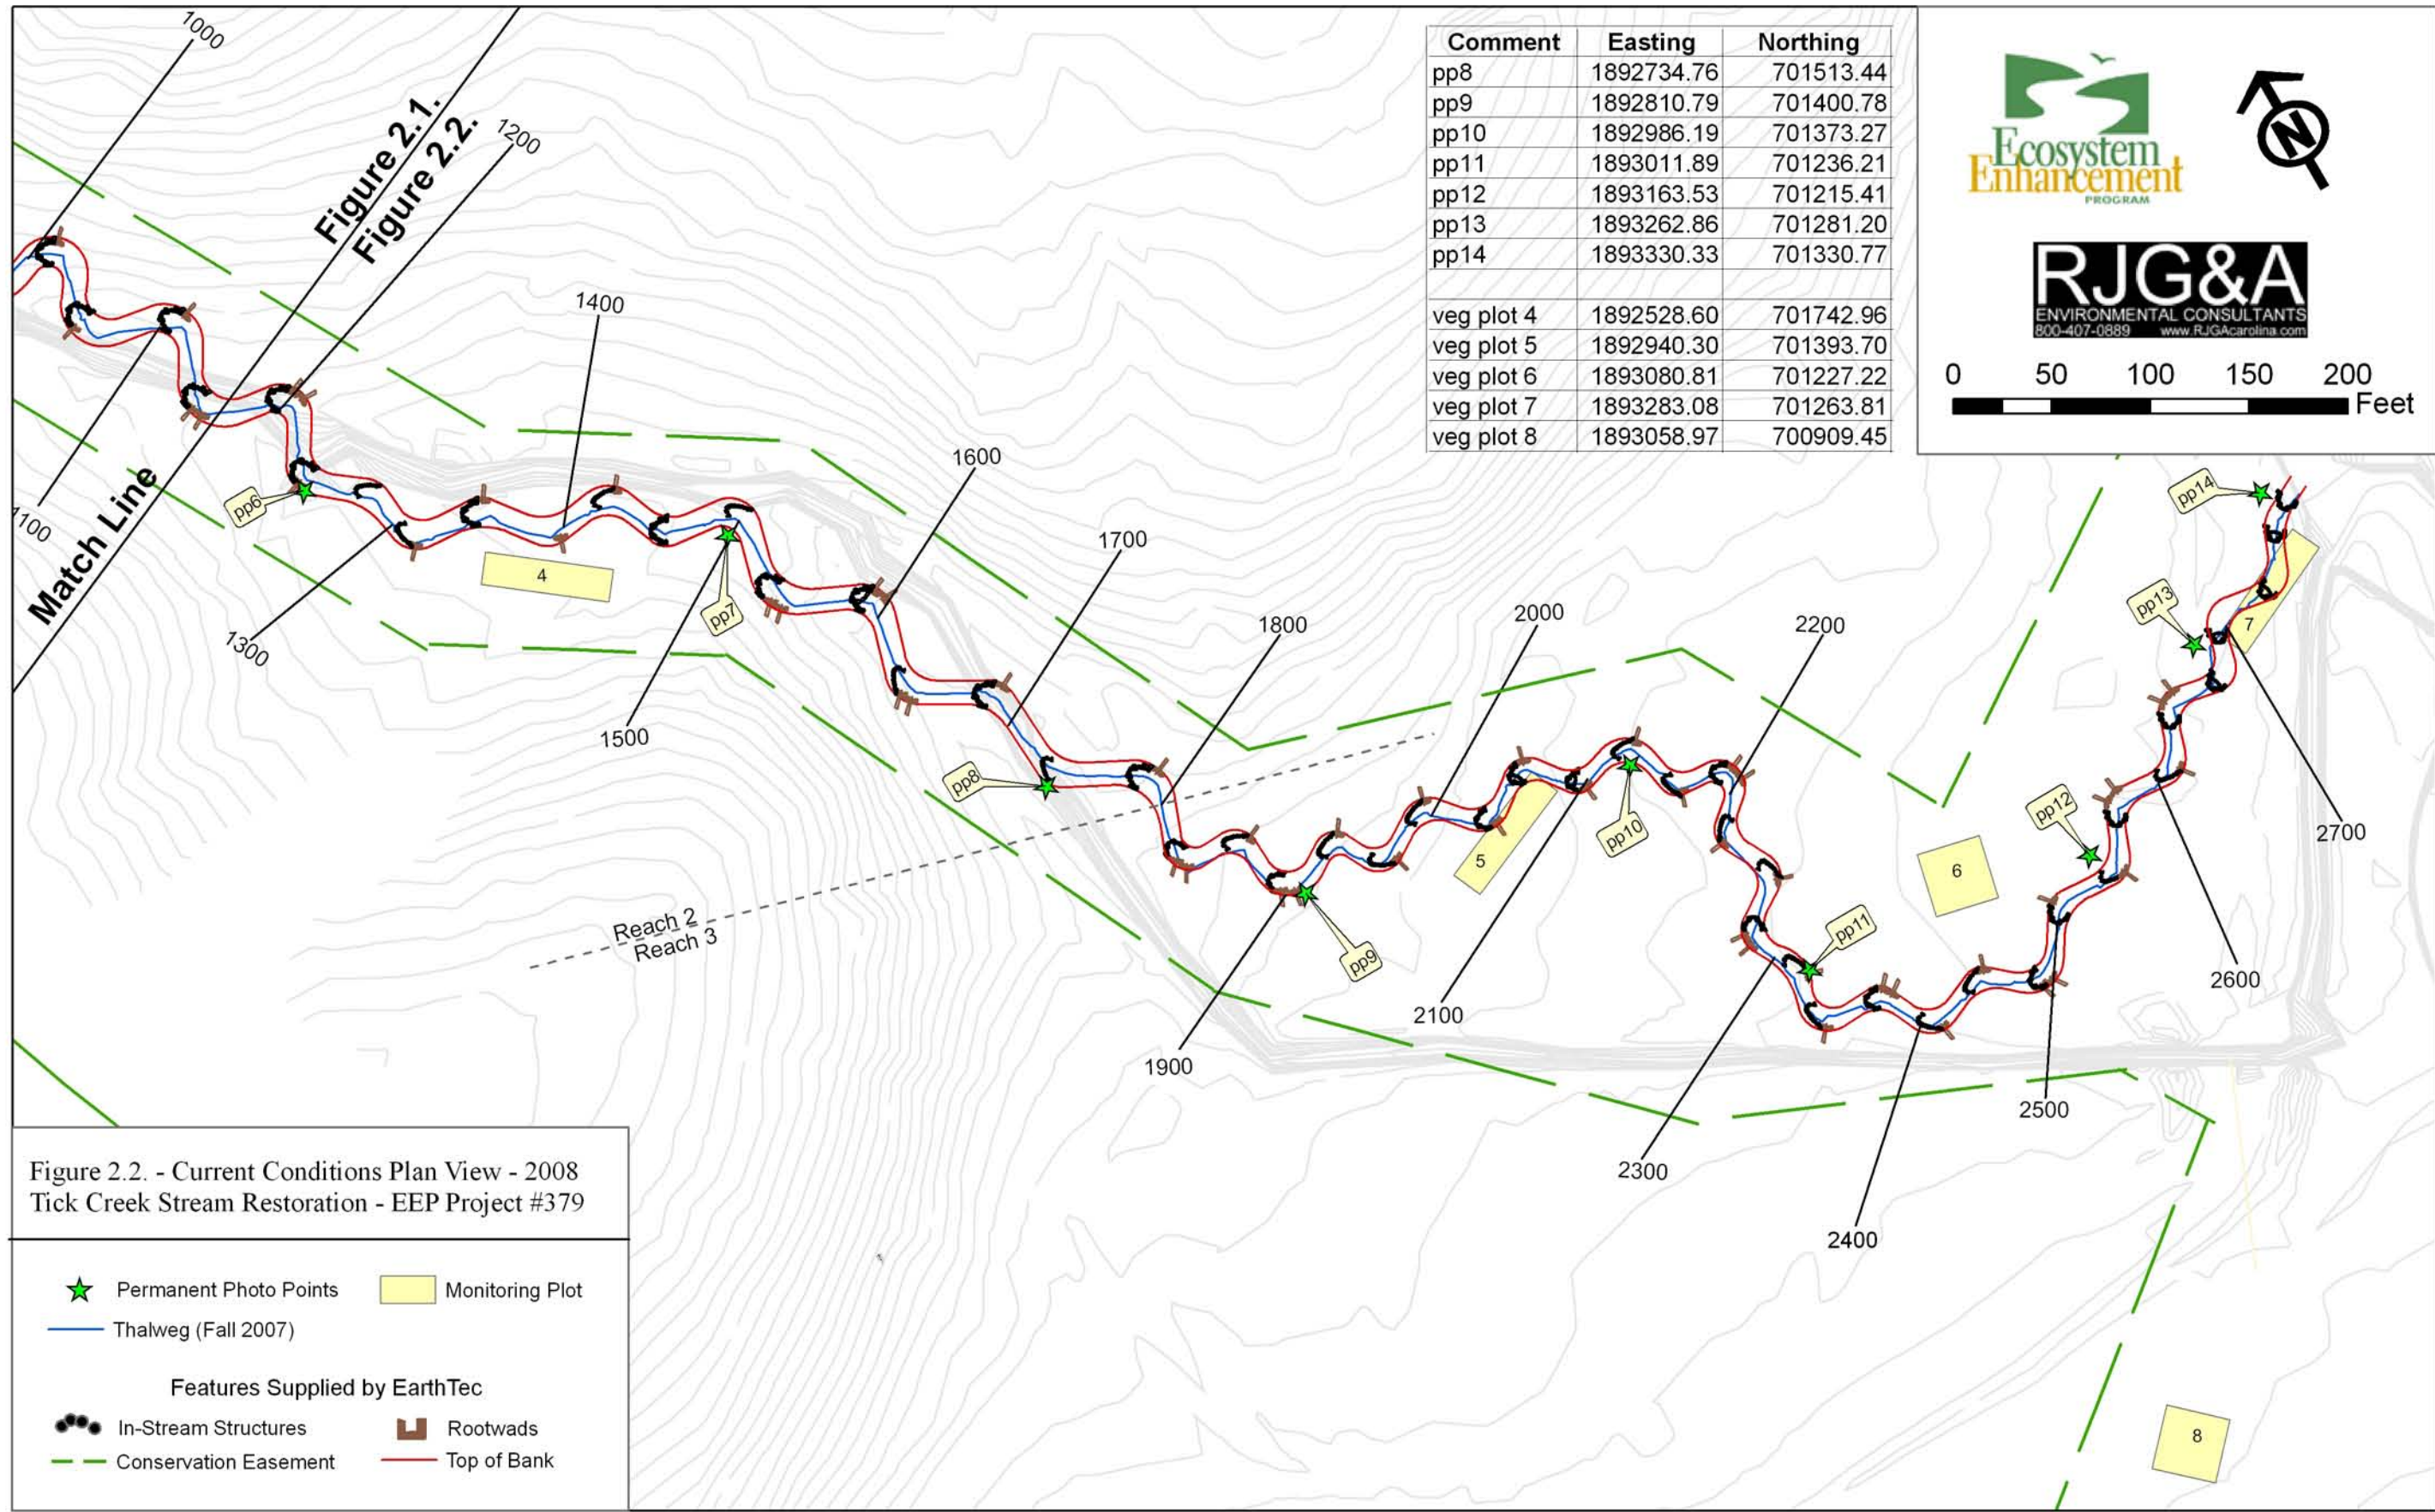 1000
Figure 2.1.
Figure 2.2.
1200
1100
Match Line
1400
pp6
1300
4
pp7
1500
1600
1700
1800
pp8
Reach 2
Reach 3
1900
pp9
2000
5
2100
pp10
2200
pp11
2300
2400
6
2500
pp12
2600
pp13
pp14
7
2700
8
Comment Easting Northing
pp8 1892734.76 701513.44
pp9 1892810.79 701400.78
pp10 1892986.19 701373.27
pp11 1893011.89 701236.21
pp12 1893163.53 701215.41
pp13 1893262.86 701281.20
pp14 1893330.33 701330.77
veg plot 4 1892528.60 701742.96
veg plot 5 1892940.30 701393.70
veg plot 6 1893080.81 701227.22
veg plot 7 1893283.08 701263.81
veg plot 8 1893058.97 700909.45
Ecosystem
Enhancement
PROGRAM
N
RJG&A
ENVIRONMENTAL CONSULTANTS
800-407-0889 www.RJGAcarolina.com
0 50 100 150 200
Feet
Figure 2.2. - Current Conditions Plan View - 2008
Tick Creek Stream Restoration - EEP Project #379
Permanent Photo Points Monitoring Plot
Thalweg (Fall 2007)
Features Supplied by EarthTec
In-Stream Structures Rootwads
Conservation Easement Top of Bank